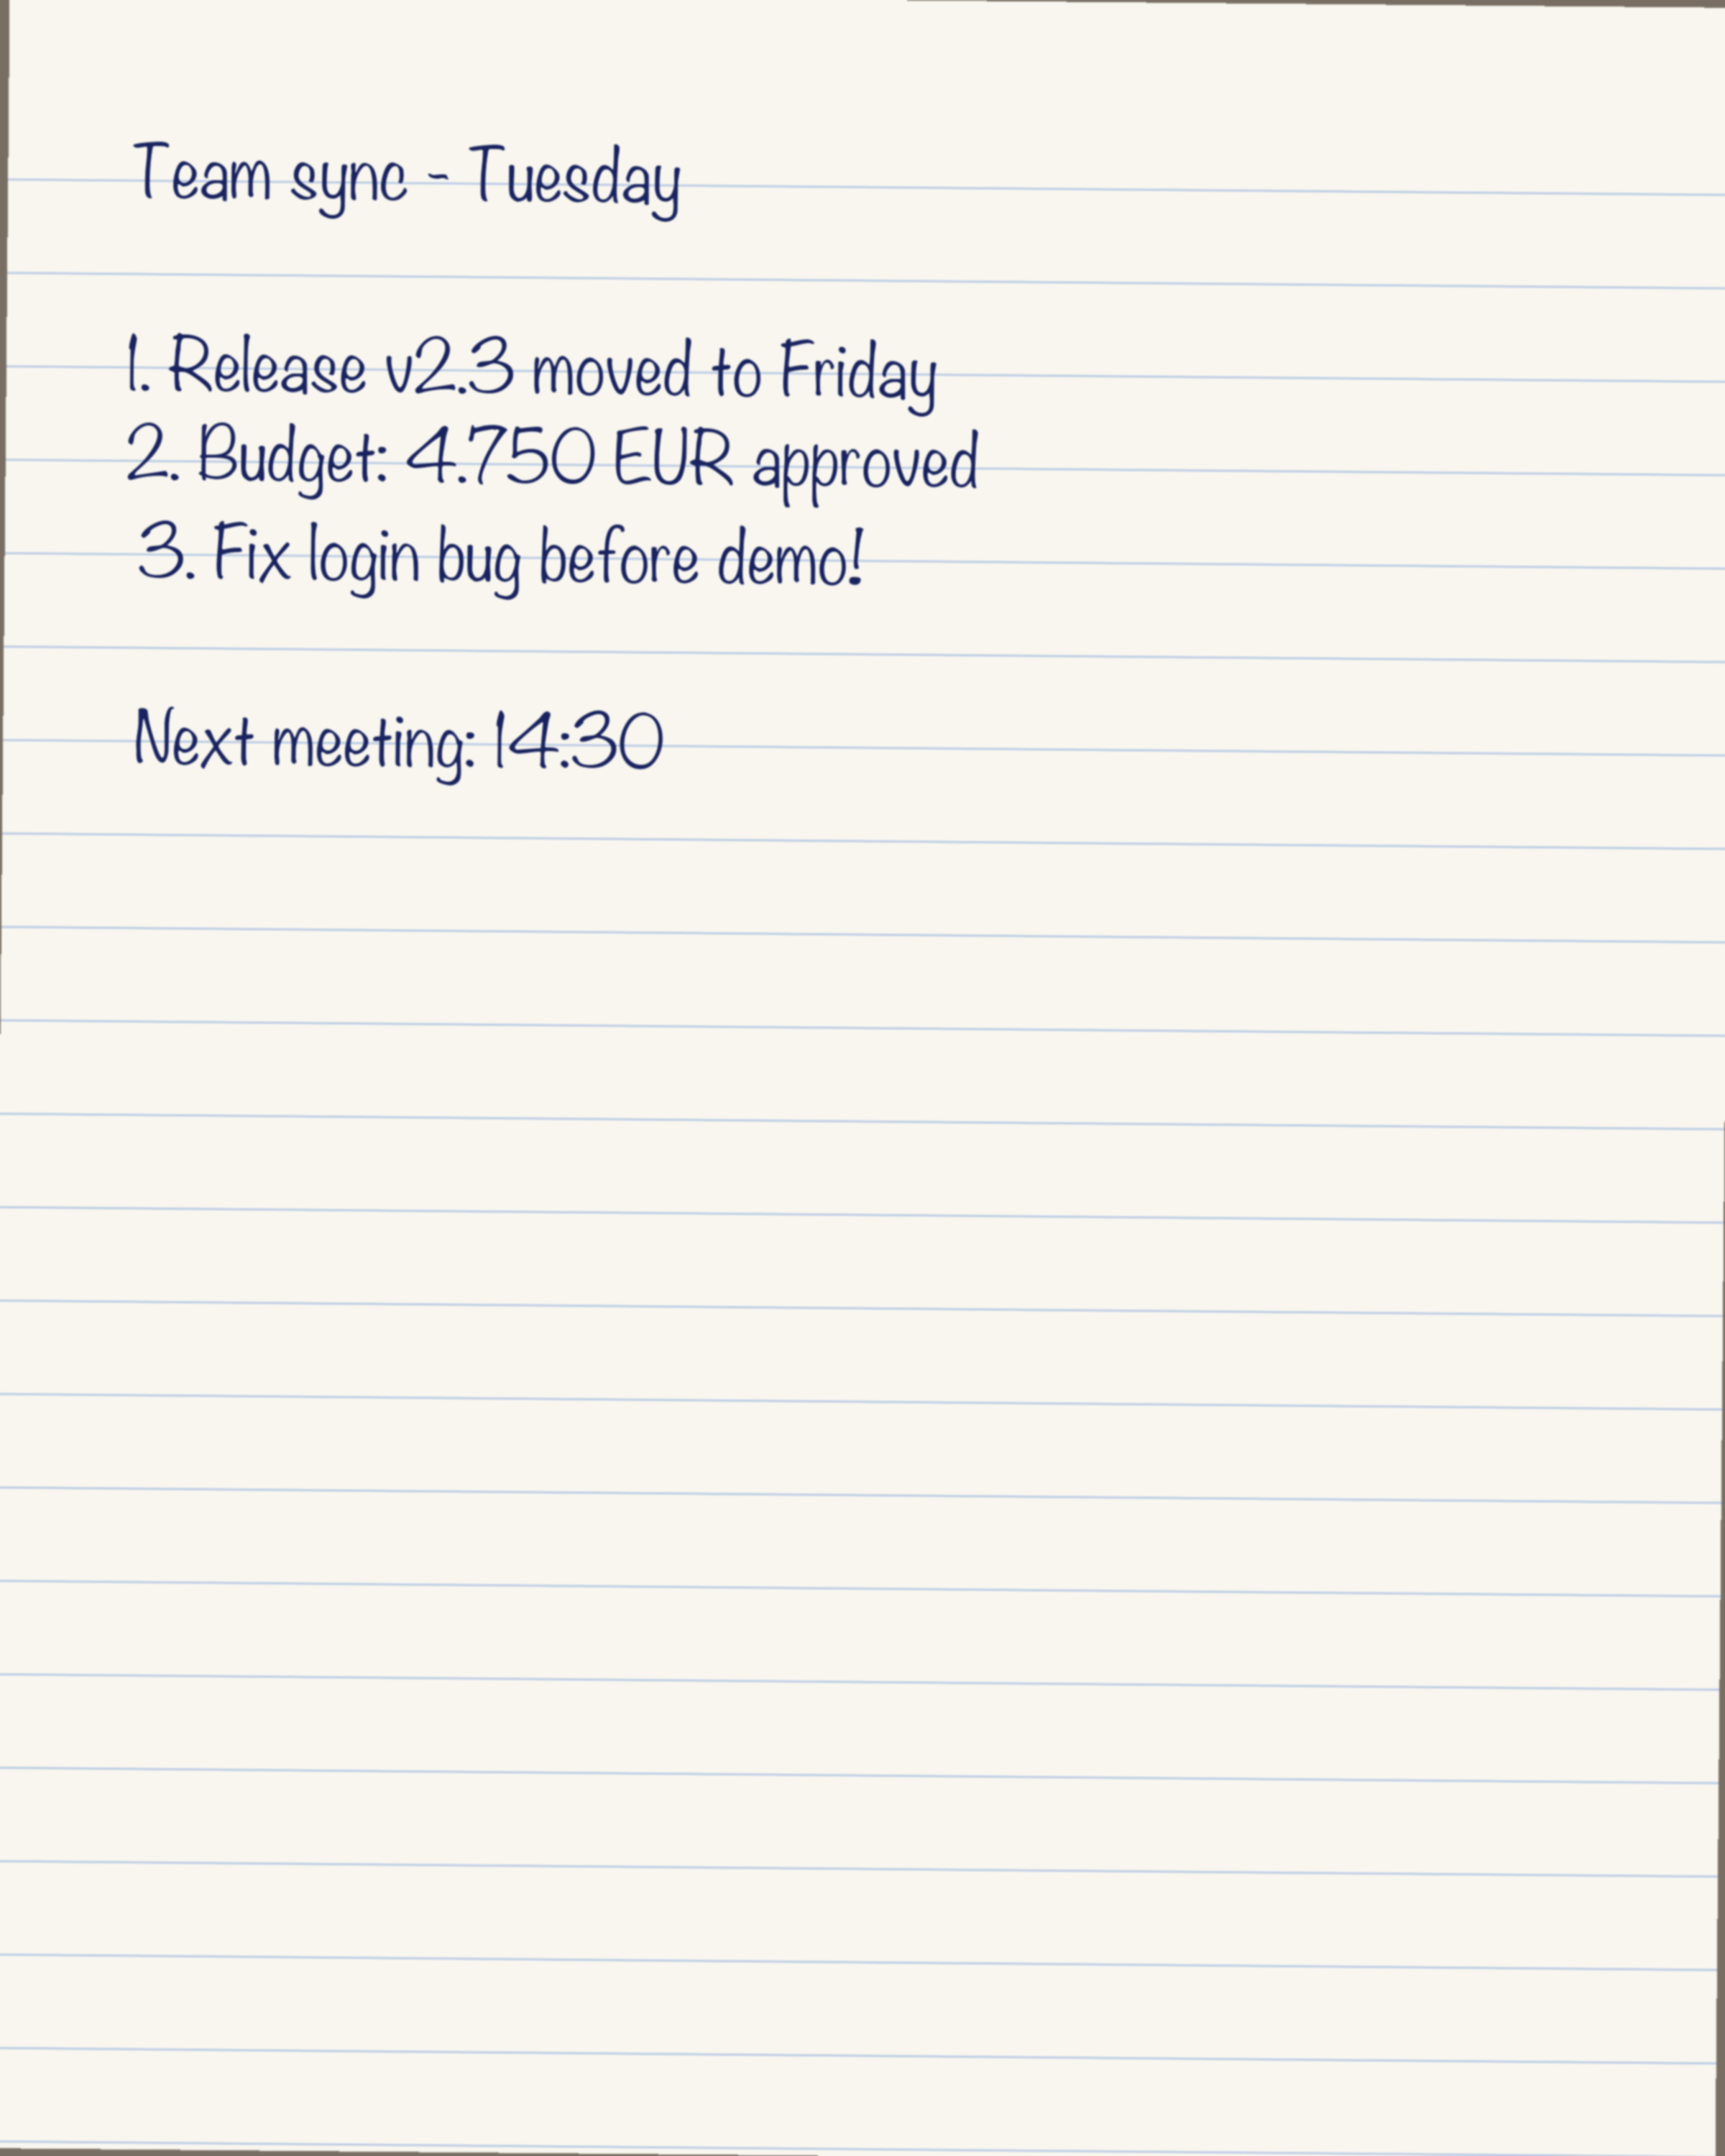 Team sync - Tuesday
1. Release v2.3 moved to Friday
2. Budget: 4.750 EUR approved
3. Fix login bug before demo!
Next meeting: 14:30